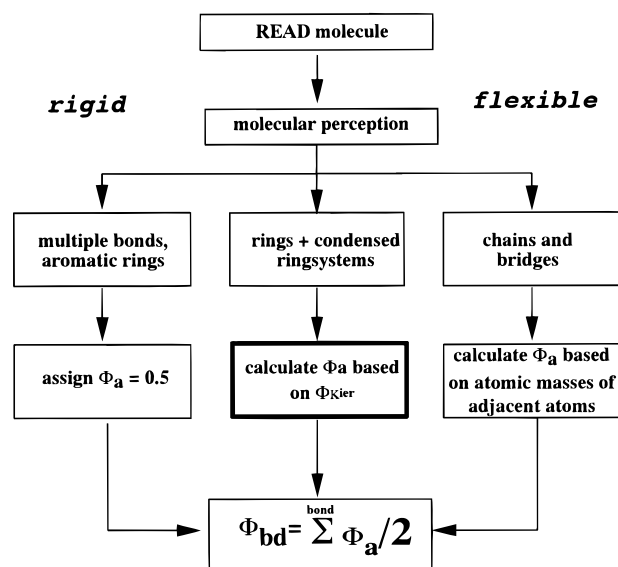 READ molecule
rigid
flexible
molecular perception
multiple bonds,
aromatic rings
rings + condensed
ringsystems
chains and
bridges
assign Φa = 0.5
calculate Φa based
on ΦKier
calculate Φa based
on atomic masses of
adjacent atoms
Φbd = bond Σ Φa/2